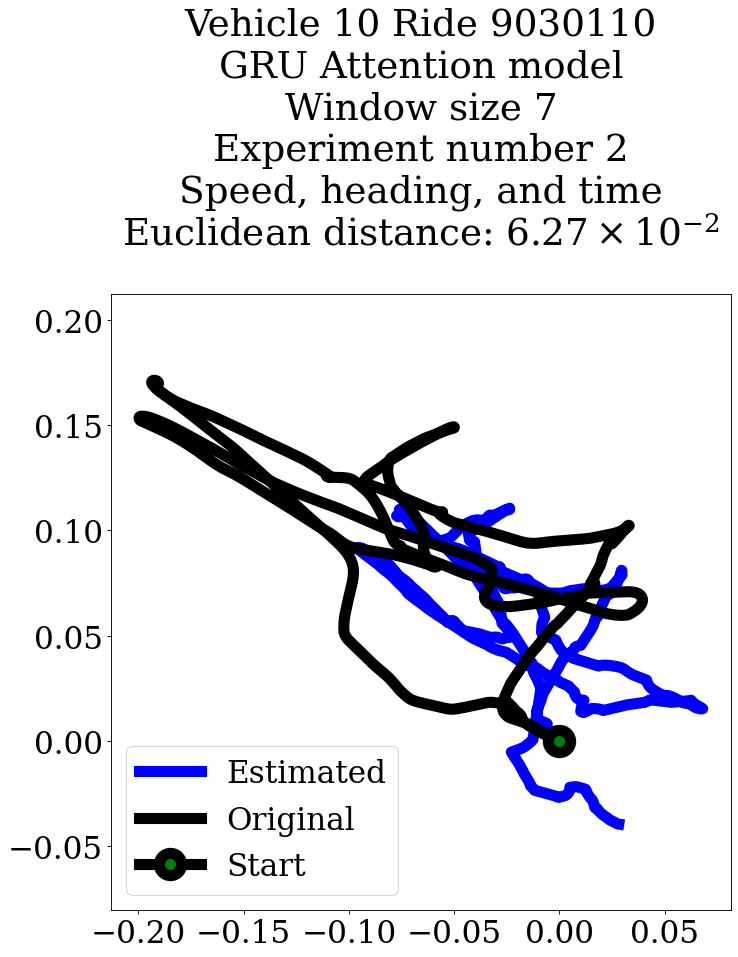 Vehicle 10 Ride 9030110
GRU Attention model
Window size 7
Experiment number 2
Speed, heading, and time
Euclidean distance: 6.27 × 10⁻²
0.20
0.15
0.10
0.05
0.00
−0.05
Estimated
Original
Start
−0.20 −0.15 −0.10 −0.05 0.00 0.05